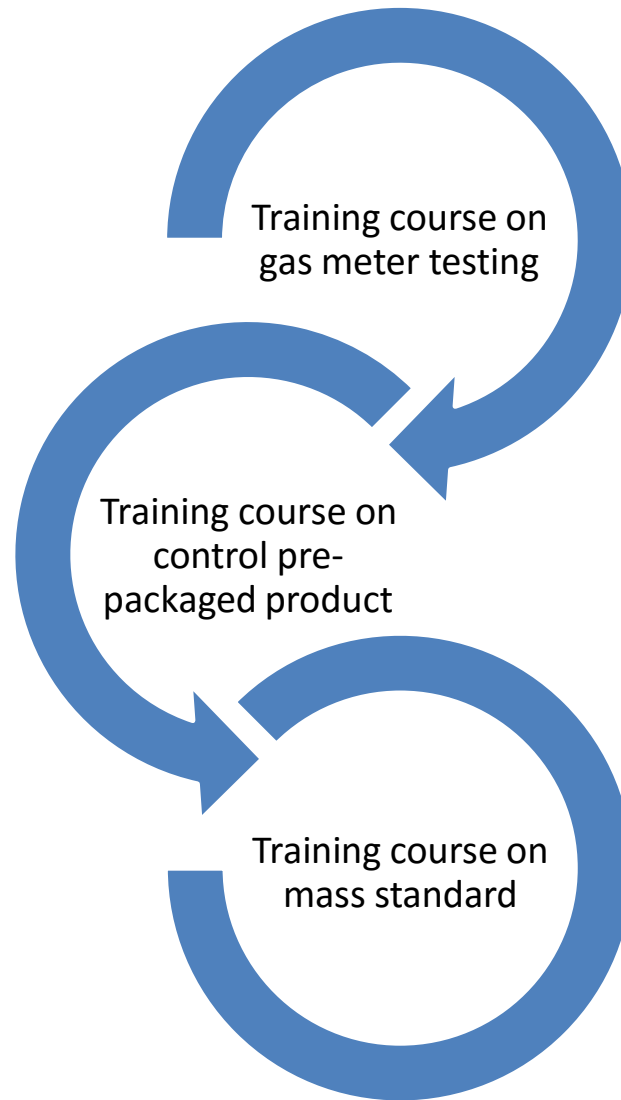 Training course on
gas meter testing
Training course on
control pre-
packaged product
Training course on
mass standard